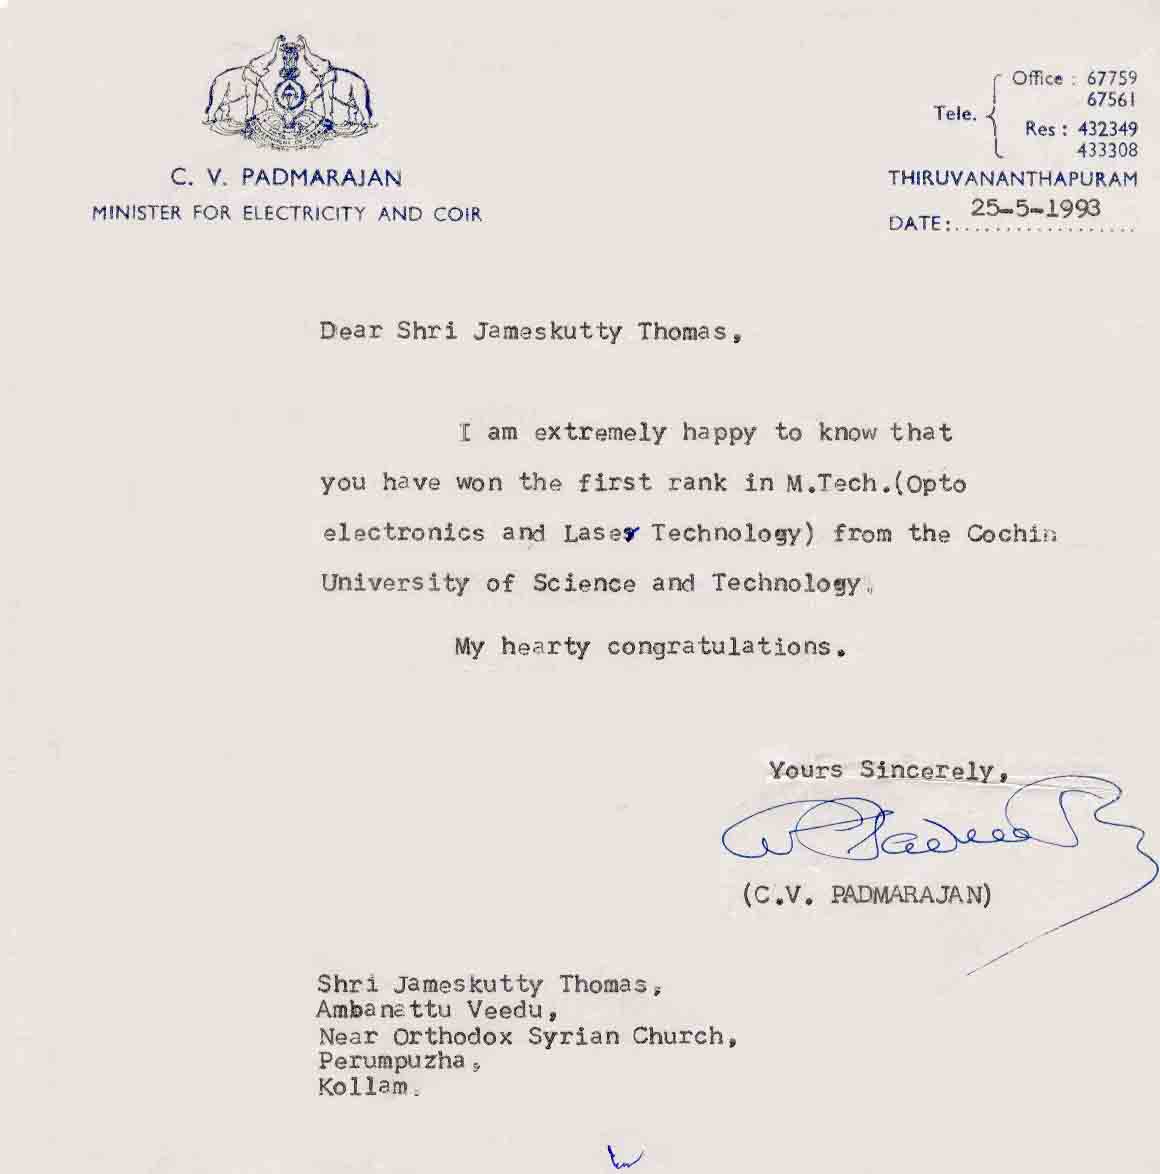 C. V. PADMARAJAN
MINISTER FOR ELECTRICITY AND COIR
Tele.
Office : 67759
67561
Res : 432349
433308
THIRUVANANTHAPURAM
DATE: 25-5-1993
Dear Shri Jameskutty Thomas,
I am extremely happy to know that
you have won the first rank in M.Tech.(Opto
electronics and Laser Technology) from the Cochin
University of Science and Technology.
My hearty congratulations.
Yours Sincerely,
(C.V. PADMARAJAN)
Shri Jameskutty Thomas,
Ambanattu Veedu,
Near Orthodox Syrian Church,
Perumpuzha,
Kollam.